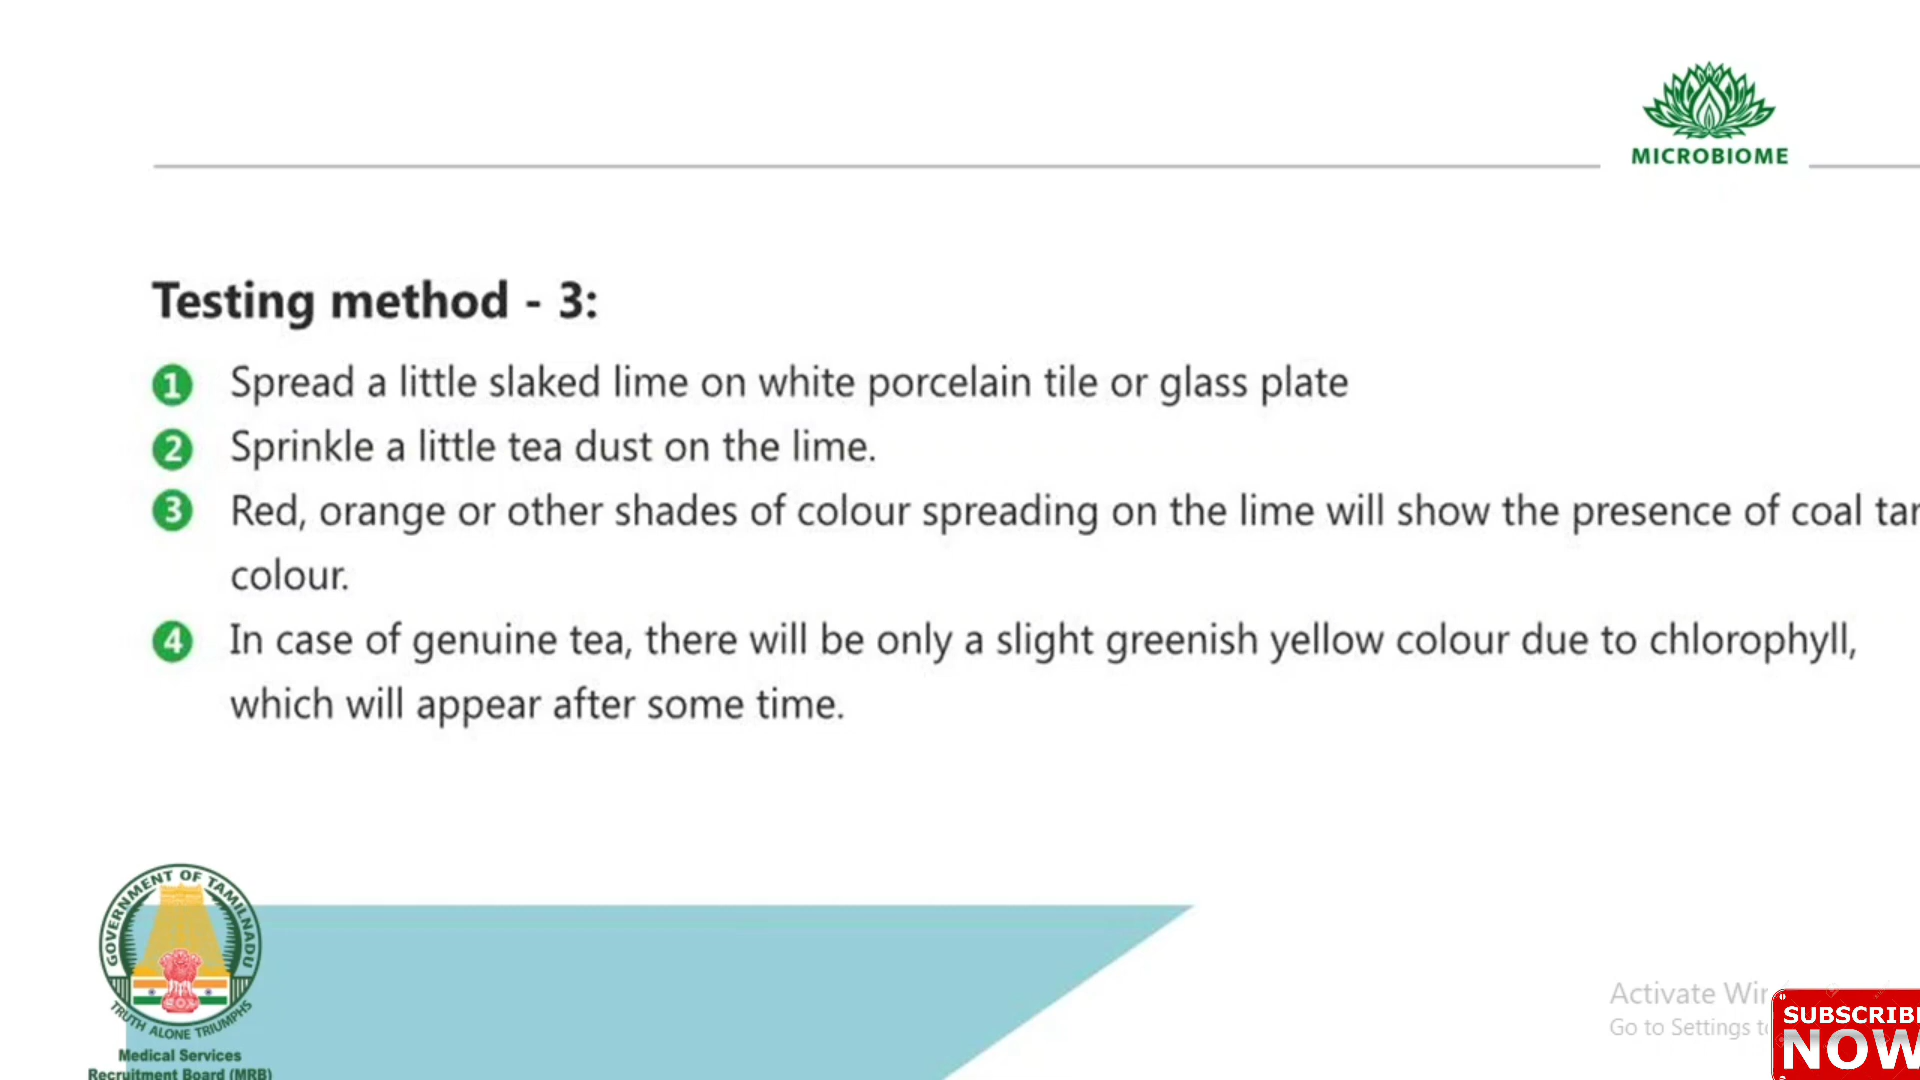 MICROBIOME
Testing method - 3:
1 Spread a little slaked lime on white porcelain tile or glass plate
2 Sprinkle a little tea dust on the lime.
3 Red, orange or other shades of colour spreading on the lime will show the presence of coal tar
colour.
4 In case of genuine tea, there will be only a slight greenish yellow colour due to chlorophyll,
which will appear after some time.
GOVERNMENT OF TAMILNADU
TRUTH ALONE TRIUMPHS
Medical Services
Recruitment Board (MRB)
Activate Wi
Go to Settings t
SUBSCRIBE
NOW